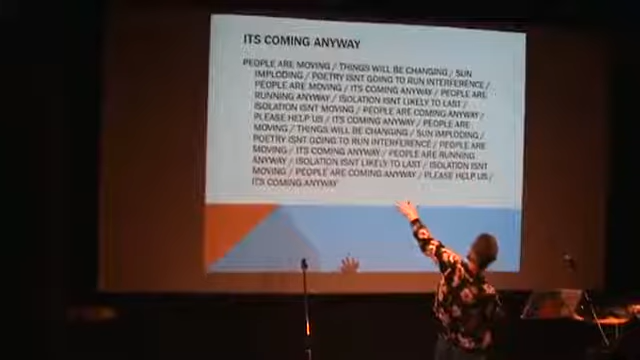 ITS COMING ANYWAY
PEOPLE ARE MOVING / THINGS WILL BE CHANGING / SUN
IMPLODING / POETRY ISNT GOING TO RUN INTERFERENCE /
PEOPLE ARE MOVING / ITS COMING ANYWAY / PEOPLE ARE
RUNNING ANYWAY / ISOLATION ISNT LIKELY TO LAST /
ISOLATION ISNT MOVING / PEOPLE ARE COMING ANYWAY /
PLEASE HELP US / ITS COMING ANYWAY / PEOPLE ARE
MOVING / THINGS WILL BE CHANGING / SUN IMPLODING /
POETRY ISNT GOING TO RUN INTERFERENCE / PEOPLE ARE
MOVING / ITS COMING ANYWAY / PEOPLE ARE RUNNING
ANYWAY / ISOLATION ISNT LIKELY TO LAST / ISOLATION ISNT
MOVING / PEOPLE ARE COMING ANYWAY / PLEASE HELP US /
ITS COMING ANYWAY